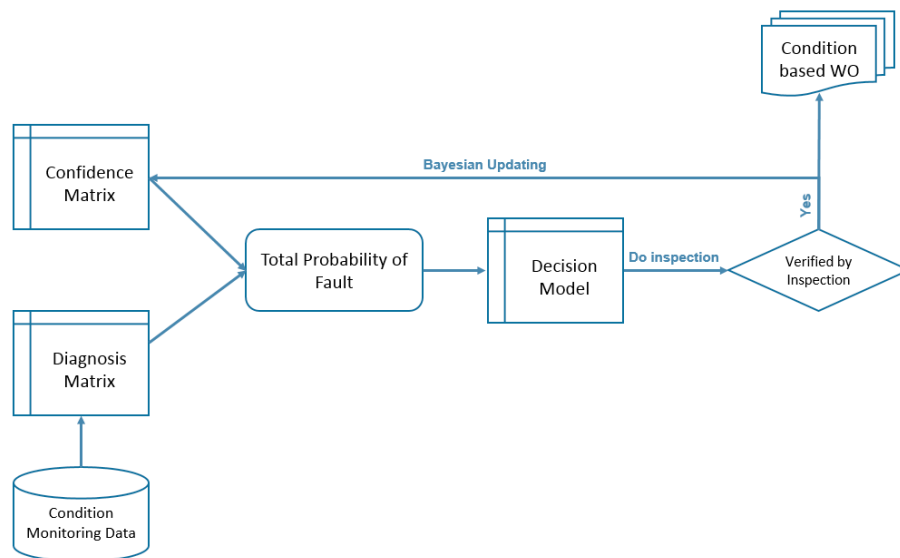 Condition
based WO
Confidence
Matrix
Bayesian Updating
Yes
Total Probability of
Fault
Decision
Model
Do inspection
Verified by
Inspection
Diagnosis
Matrix
Condition
Monitoring Data